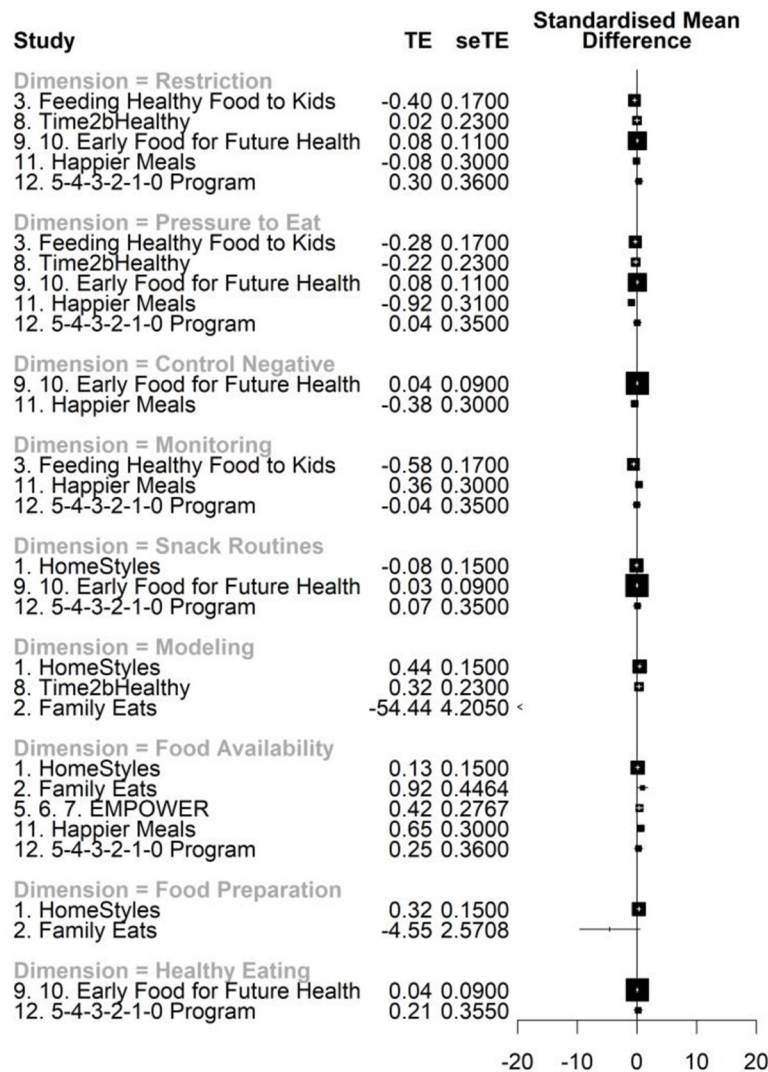 Standardised Mean
Study TE seTE Difference
Dimension = Restriction
3. Feeding Healthy Food to Kids -0.40 0.1700
8. Time2bHealthy 0.02 0.2300
9. 10. Early Food for Future Health 0.08 0.1100
11. Happier Meals -0.08 0.3000
12. 5-4-3-2-1-0 Program 0.30 0.3600
Dimension = Pressure to Eat
3. Feeding Healthy Food to Kids -0.28 0.1700
8. Time2bHealthy -0.22 0.2300
9. 10. Early Food for Future Health 0.08 0.1100
11. Happier Meals -0.92 0.3100
12. 5-4-3-2-1-0 Program 0.04 0.3500
Dimension = Control Negative
9. 10. Early Food for Future Health 0.04 0.0900
11. Happier Meals -0.38 0.3000
Dimension = Monitoring
3. Feeding Healthy Food to Kids -0.58 0.1700
11. Happier Meals 0.36 0.3000
12. 5-4-3-2-1-0 Program -0.04 0.3500
Dimension = Snack Routines
1. HomeStyles -0.08 0.1500
9. 10. Early Food for Future Health 0.03 0.0900
12. 5-4-3-2-1-0 Program 0.07 0.3500
Dimension = Modeling
1. HomeStyles 0.44 0.1500
8. Time2bHealthy 0.32 0.2300
2. Family Eats -54.44 4.2050 <
Dimension = Food Availability
1. HomeStyles 0.13 0.1500
2. Family Eats 0.92 0.4464
5. 6. 7. EMPOWER 0.42 0.2767
11. Happier Meals 0.65 0.3000
12. 5-4-3-2-1-0 Program 0.25 0.3600
Dimension = Food Preparation
1. HomeStyles 0.32 0.1500
2. Family Eats -4.55 2.5708
Dimension = Healthy Eating
9. 10. Early Food for Future Health 0.04 0.0900
12. 5-4-3-2-1-0 Program 0.21 0.3550
-20 -10 0 10 20